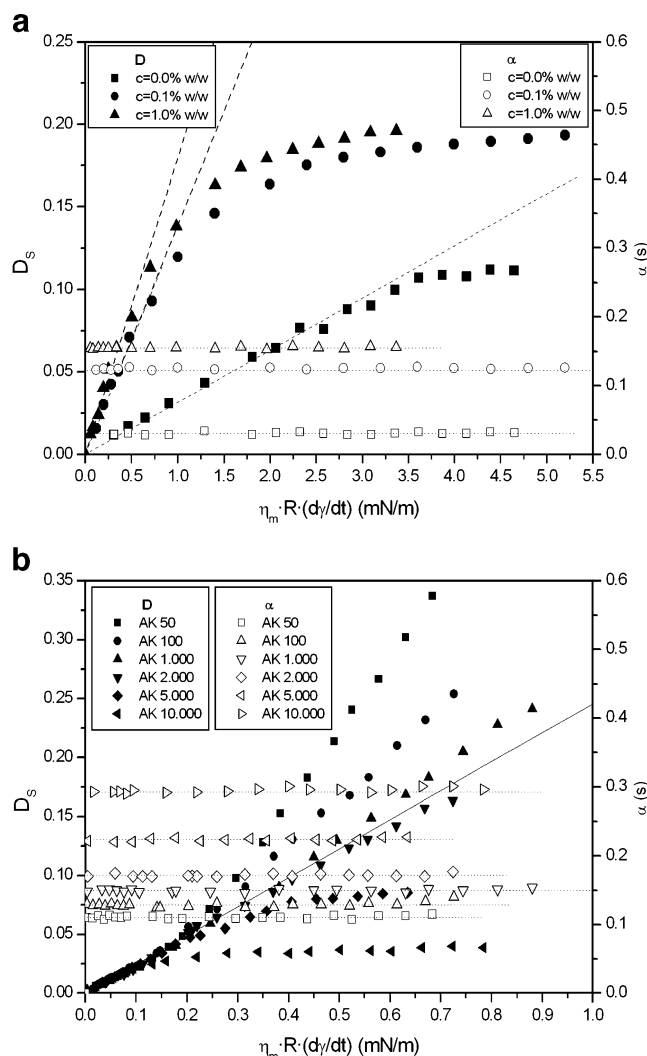 a
0.25
0.20
0.15
0.10
0.05
0.00
D_S
D
c=0.0% w/w
c=0.1% w/w
c=1.0% w/w
α
c=0.0% w/w
c=0.1% w/w
c=1.0% w/w
0.6
0.5
0.4
0.3
0.2
0.1
0.0
α (s)
0.0 0.5 1.0 1.5 2.0 2.5 3.0 3.5 4.0 4.5 5.0 5.5
η_m·R·(dγ/dt) (mN/m)
b
0.35
0.30
0.25
0.20
0.15
0.10
0.05
0.00
D_S
D
AK 50
AK 100
AK 1.000
AK 2.000
AK 5.000
AK 10.000
α
AK 50
AK 100
AK 1.000
AK 2.000
AK 5.000
AK 10.000
0.6
0.5
0.4
0.3
0.2
0.1
0.0
α (s)
0.0 0.1 0.2 0.3 0.4 0.5 0.6 0.7 0.8 0.9 1.0
η_m·R·(dγ/dt) (mN/m)